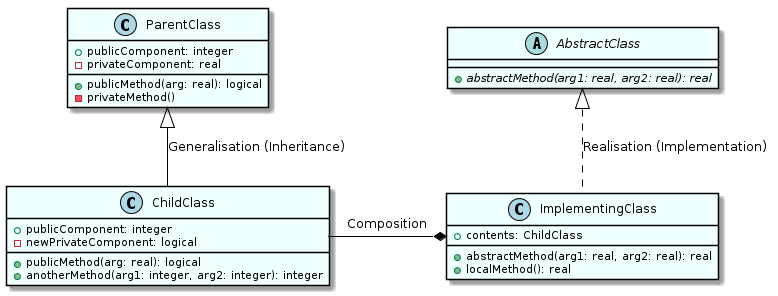 C ParentClass
publicComponent: integer
privateComponent: real
publicMethod(arg: real): logical
privateMethod()
A AbstractClass
abstractMethod(arg1: real, arg2: real): real
Generalisation (Inheritance)
Realisation (Implementation)
C ChildClass
publicComponent: integer
newPrivateComponent: logical
publicMethod(arg: real): logical
anotherMethod(arg1: integer, arg2: integer): integer
Composition
C ImplementingClass
contents: ChildClass
abstractMethod(arg1: real, arg2: real): real
localMethod(): real